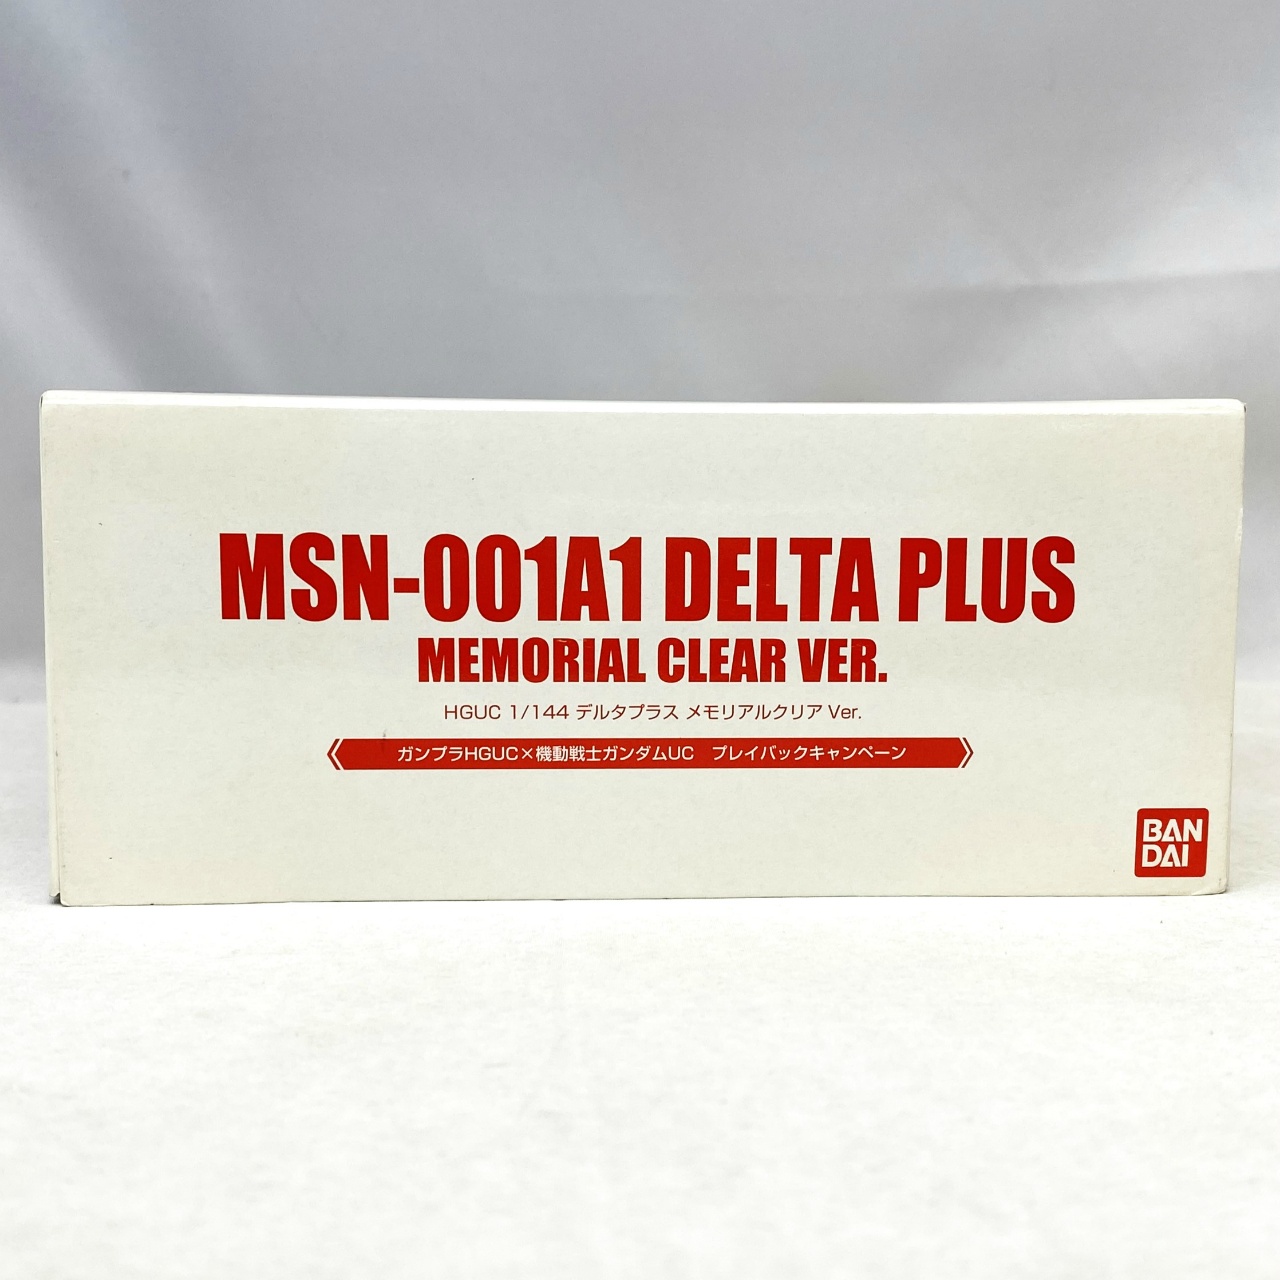 MSN-001A1 DELTA PLUS
MEMORIAL CLEAR VER.
HGUC 1/144 デルタプラス メモリアルクリア Ver.
ガンプラHGUC×機動戦士ガンダムUC　プレイバックキャンペーン
BAN
DAI